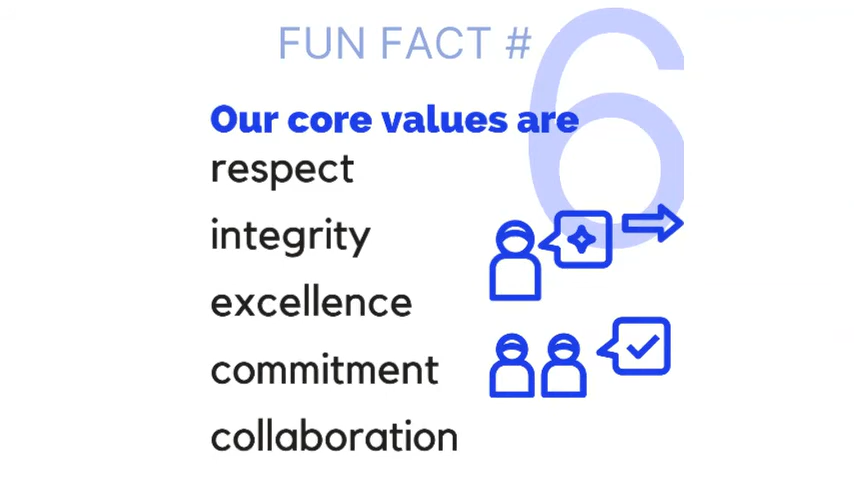 FUN FACT # 6
Our core values are
respect
integrity
excellence
commitment
collaboration